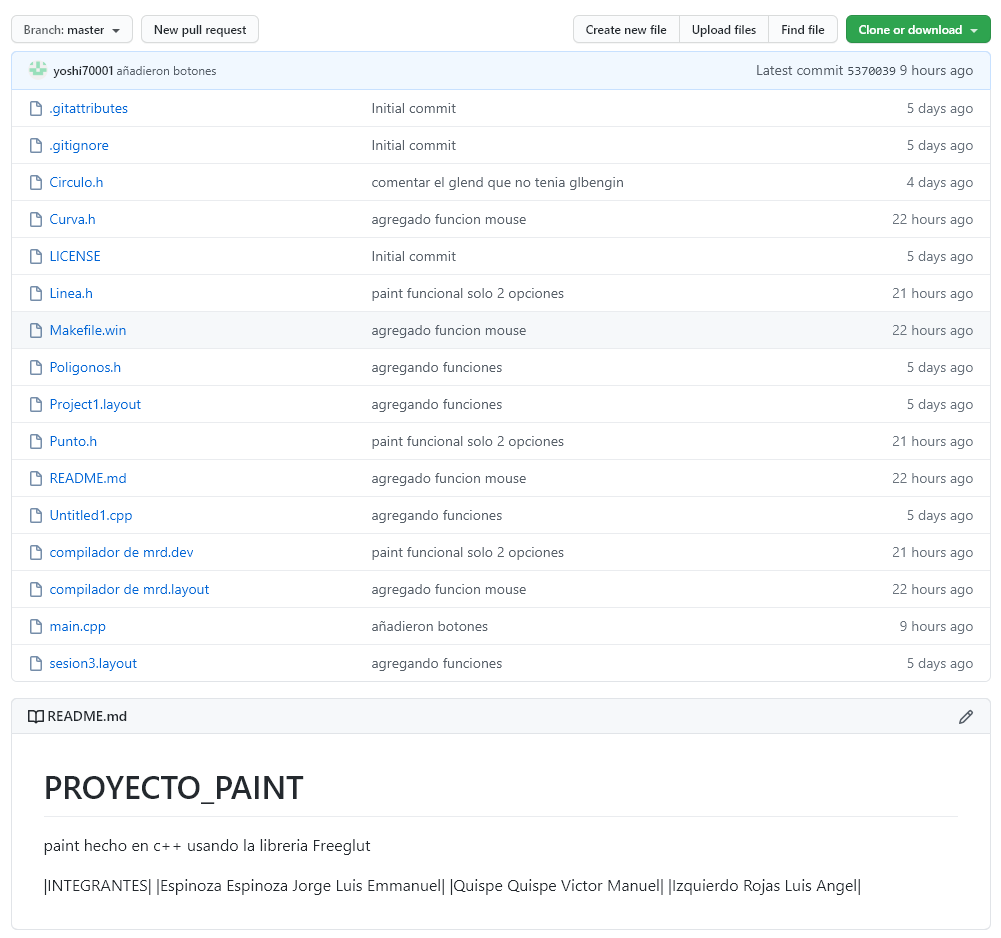 Branch: master New pull request Create new file Upload files Find file Clone or download
yoshi70001 añadieron botones Latest commit 5370039 9 hours ago
.gitattributes Initial commit 5 days ago
.gitignore Initial commit 5 days ago
Circulo.h comentar el glend que no tenia glbengin 4 days ago
Curva.h agregado funcion mouse 22 hours ago
LICENSE Initial commit 5 days ago
Linea.h paint funcional solo 2 opciones 21 hours ago
Makefile.win agregado funcion mouse 22 hours ago
Poligonos.h agregando funciones 5 days ago
Project1.layout agregando funciones 5 days ago
Punto.h paint funcional solo 2 opciones 21 hours ago
README.md agregado funcion mouse 22 hours ago
Untitled1.cpp agregando funciones 5 days ago
compilador de mrd.dev paint funcional solo 2 opciones 21 hours ago
compilador de mrd.layout agregado funcion mouse 22 hours ago
main.cpp añadieron botones 9 hours ago
sesion3.layout agregando funciones 5 days ago
README.md
PROYECTO_PAINT
paint hecho en c++ usando la libreria Freeglut
|INTEGRANTES| |Espinoza Espinoza Jorge Luis Emmanuel| |Quispe Quispe Victor Manuel| |Izquierdo Rojas Luis Angel|